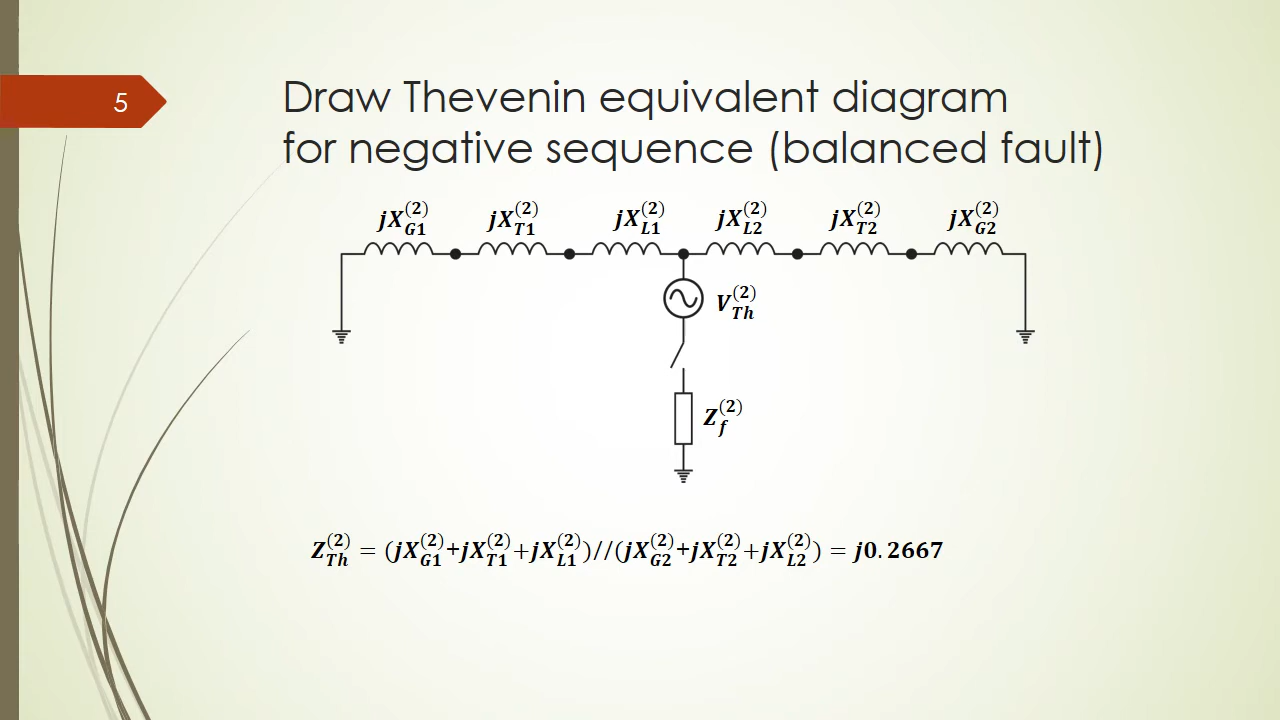 5
Draw Thevenin equivalent diagram
for negative sequence (balanced fault)
jX_{G1}^{(2)} jX_{T1}^{(2)} jX_{L1}^{(2)} jX_{L2}^{(2)} jX_{T2}^{(2)} jX_{G2}^{(2)}
V_{Th}^{(2)}
Z_f^{(2)}
Z_{Th}^{(2)} = (jX_{G1}^{(2)}+jX_{T1}^{(2)}+jX_{L1}^{(2)})//(jX_{G2}^{(2)}+jX_{T2}^{(2)}+jX_{L2}^{(2)}) = j0.2667